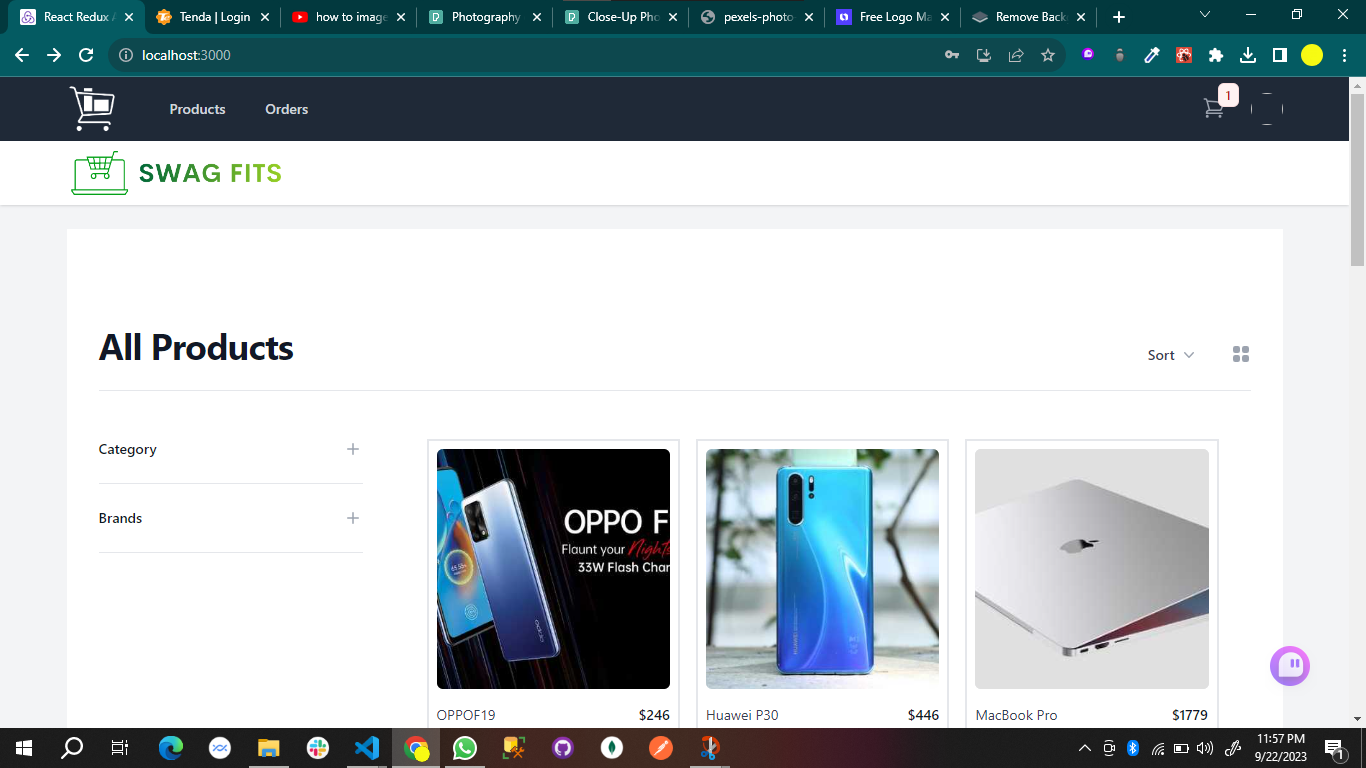 React Redux A
Tenda | Login
how to image
Photography
Close-Up Pho
pexels-photo
Free Logo Ma
Remove Back
localhost:3000
Products
Orders
1
SWAG FITS
All Products
Sort
Category
Brands
OPPO F
Flaunt your Nights
33W Flash Char
OPPOF19
$246
Huawei P30
$446
MacBook Pro
$1779
11:57 PM
9/22/2023
1